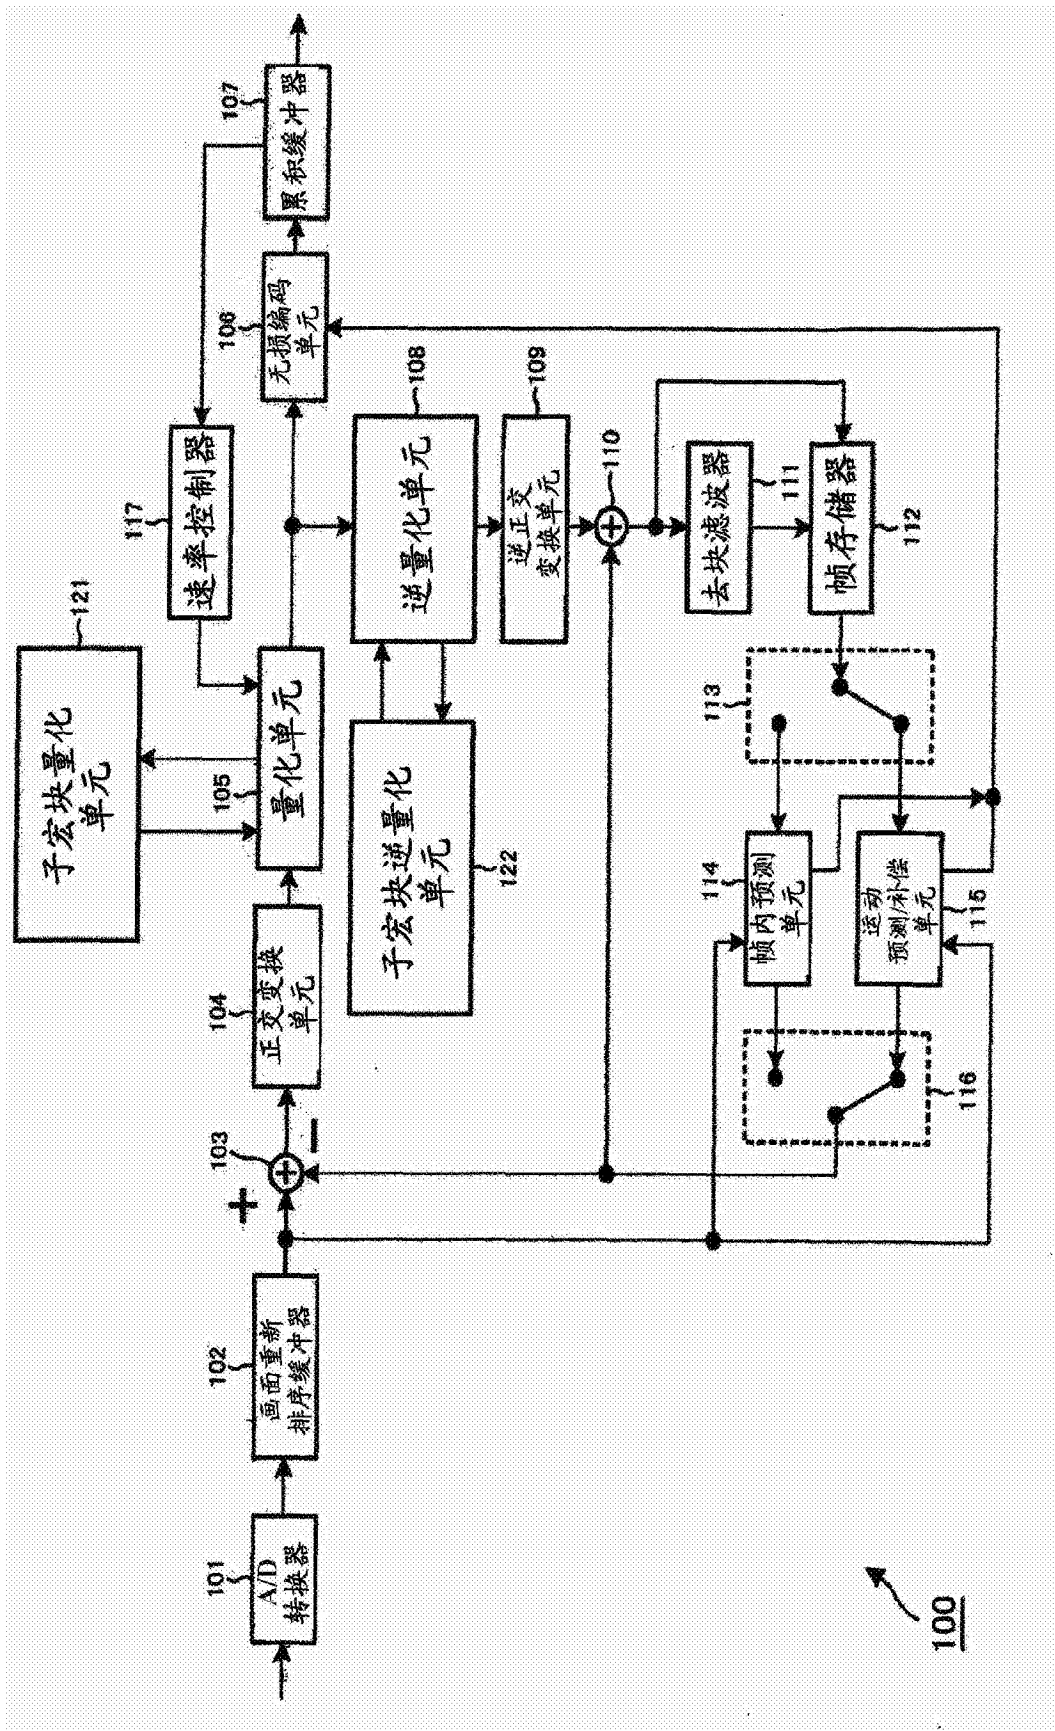 100
101
A/D
转换器
102
画面重新
排序缓冲器
103
+
−
104
正交变换
单元
105
量化单元
121
子宏块量化
单元
117
速率控制器
106
无损编码
单元
107
累积缓冲器
108
逆量化单元
122
子宏块逆量化
单元
109
逆正交
变换单元
110
111
去块滤波器
112
帧存储器
113
114
帧内预测
单元
115
运动
预测/补偿
单元
116